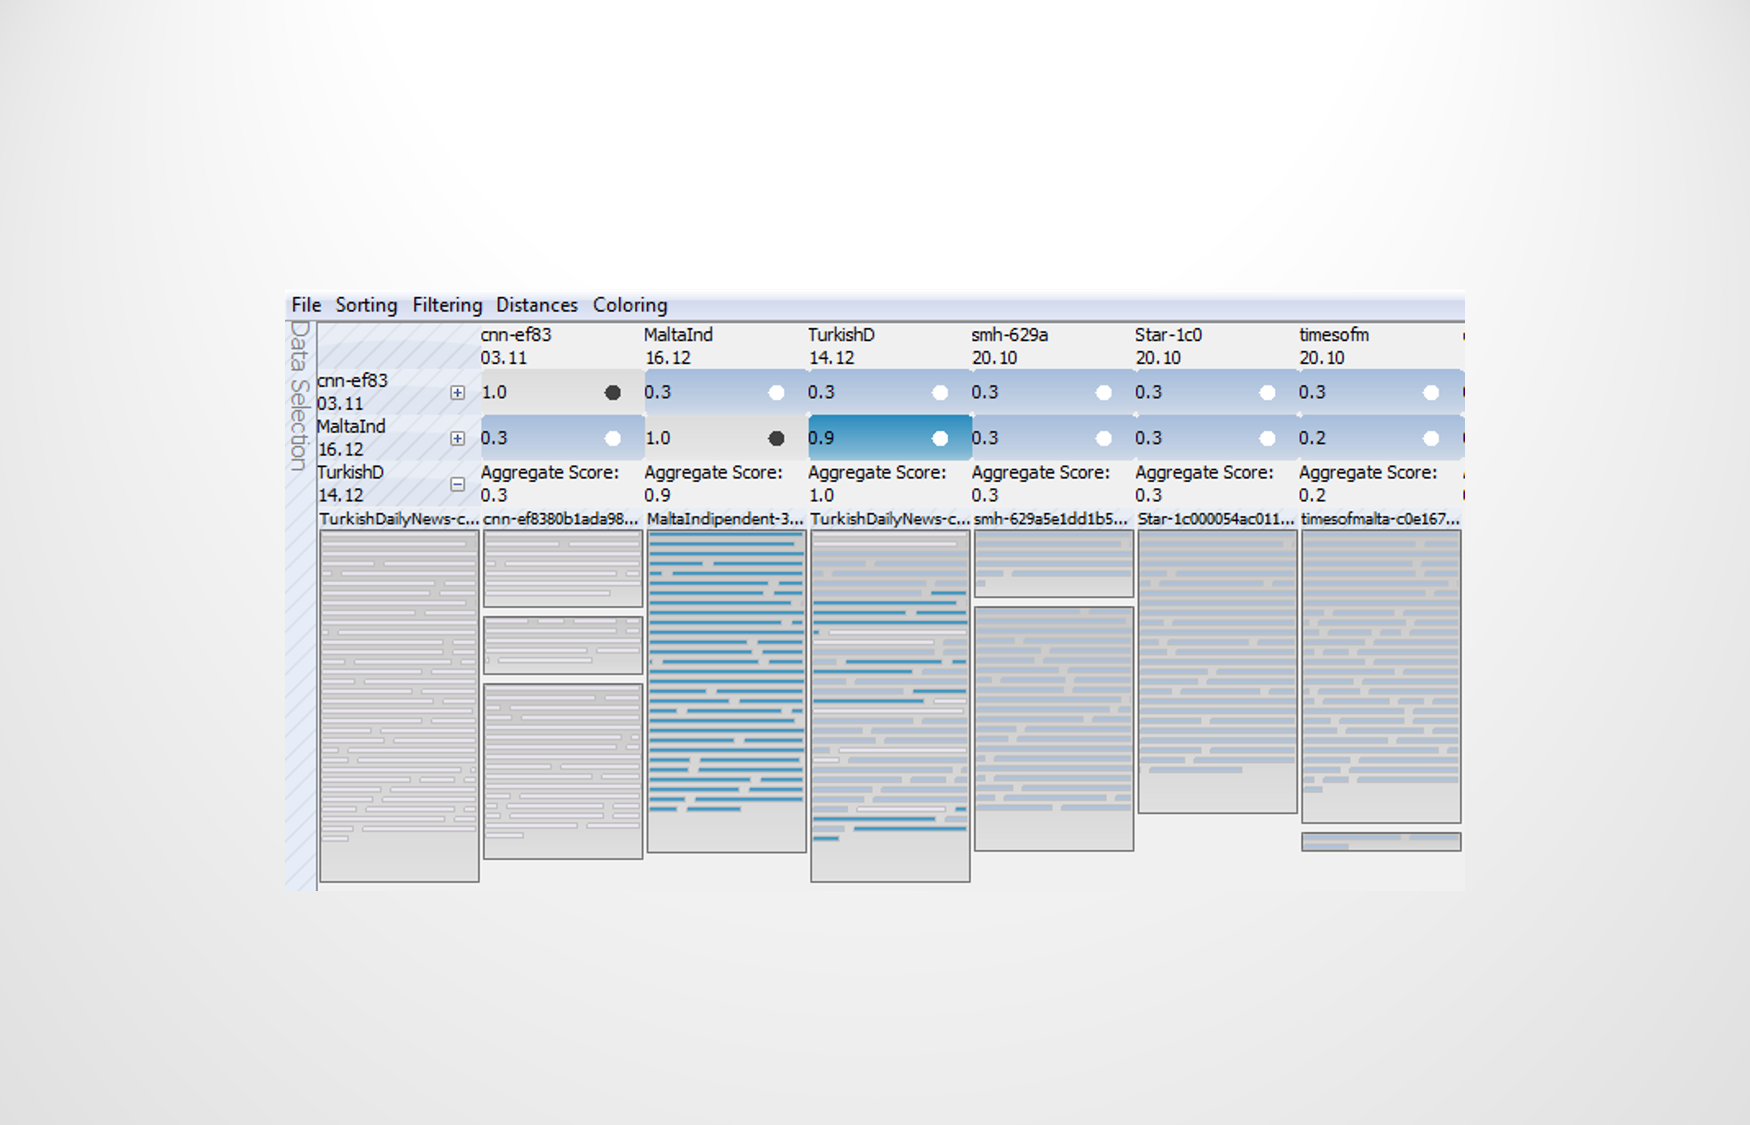 File Sorting Filtering Distances Coloring
Data Selection
cnn-ef83 MaltaInd TurkishD smh-629a Star-1c0 timesofm
03.11 16.12 14.12 20.10 20.10 20.10
cnn-ef83
03.11
1.0 0.3 0.3 0.3 0.3 0.3
MaltaInd
16.12
0.3 1.0 0.9 0.3 0.3 0.2
TurkishD
14.12
Aggregate Score: Aggregate Score: Aggregate Score: Aggregate Score: Aggregate Score: Aggregate Score:
0.3 0.9 1.0 0.3 0.3 0.2
TurkishDailyNews-c... cnn-ef8380b1ada98... MaltaIndipendent-3... TurkishDailyNews-c... smh-629a5e1dd1b5... Star-1c000054ac011... timesofmalta-c0e167...